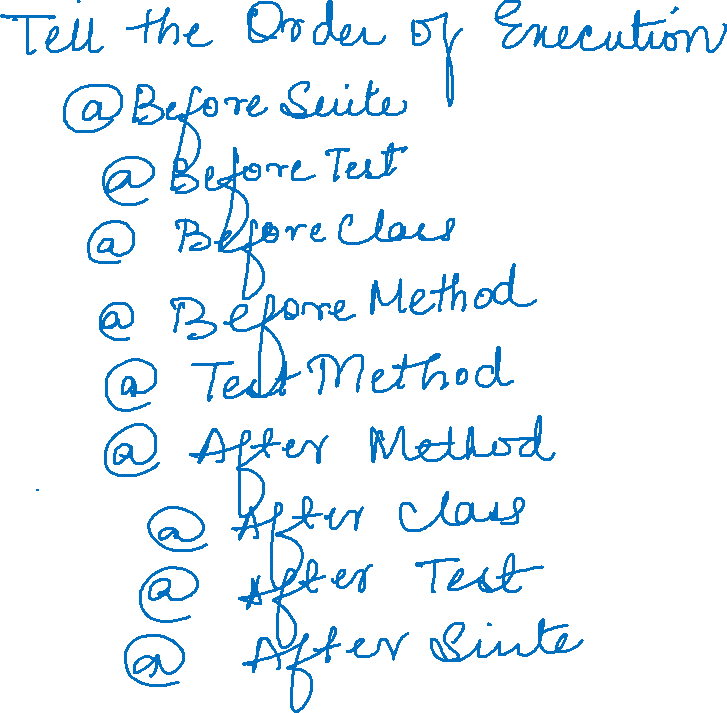 Tell the Order of Execution
@ Before Suite
@ Before Test
@ Before Class
@ Before Method
@ Test Method
@ After Method
@ After Class
@ After Test
@ After Suite